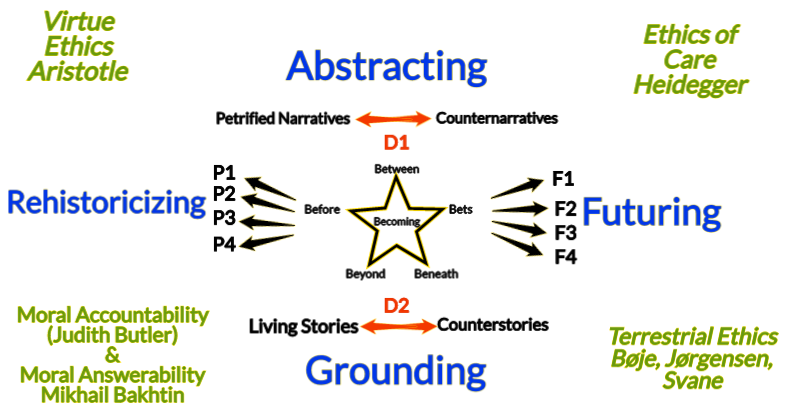 Virtue
Ethics
Aristotle
Ethics of
Care
Heidegger
Abstracting
Petrified Narratives
Counternarratives
D1
Between
Before
Becoming
Bets
Beyond
Beneath
Rehistoricizing
P1
P2
P3
P4
F1
F2
F3
F4
Futuring
D2
Living Stories
Counterstories
Grounding
Moral Accountability
(Judith Butler)
&
Moral Answerability
Mikhail Bakhtin
Terrestrial Ethics
Bøje, Jørgensen,
Svane